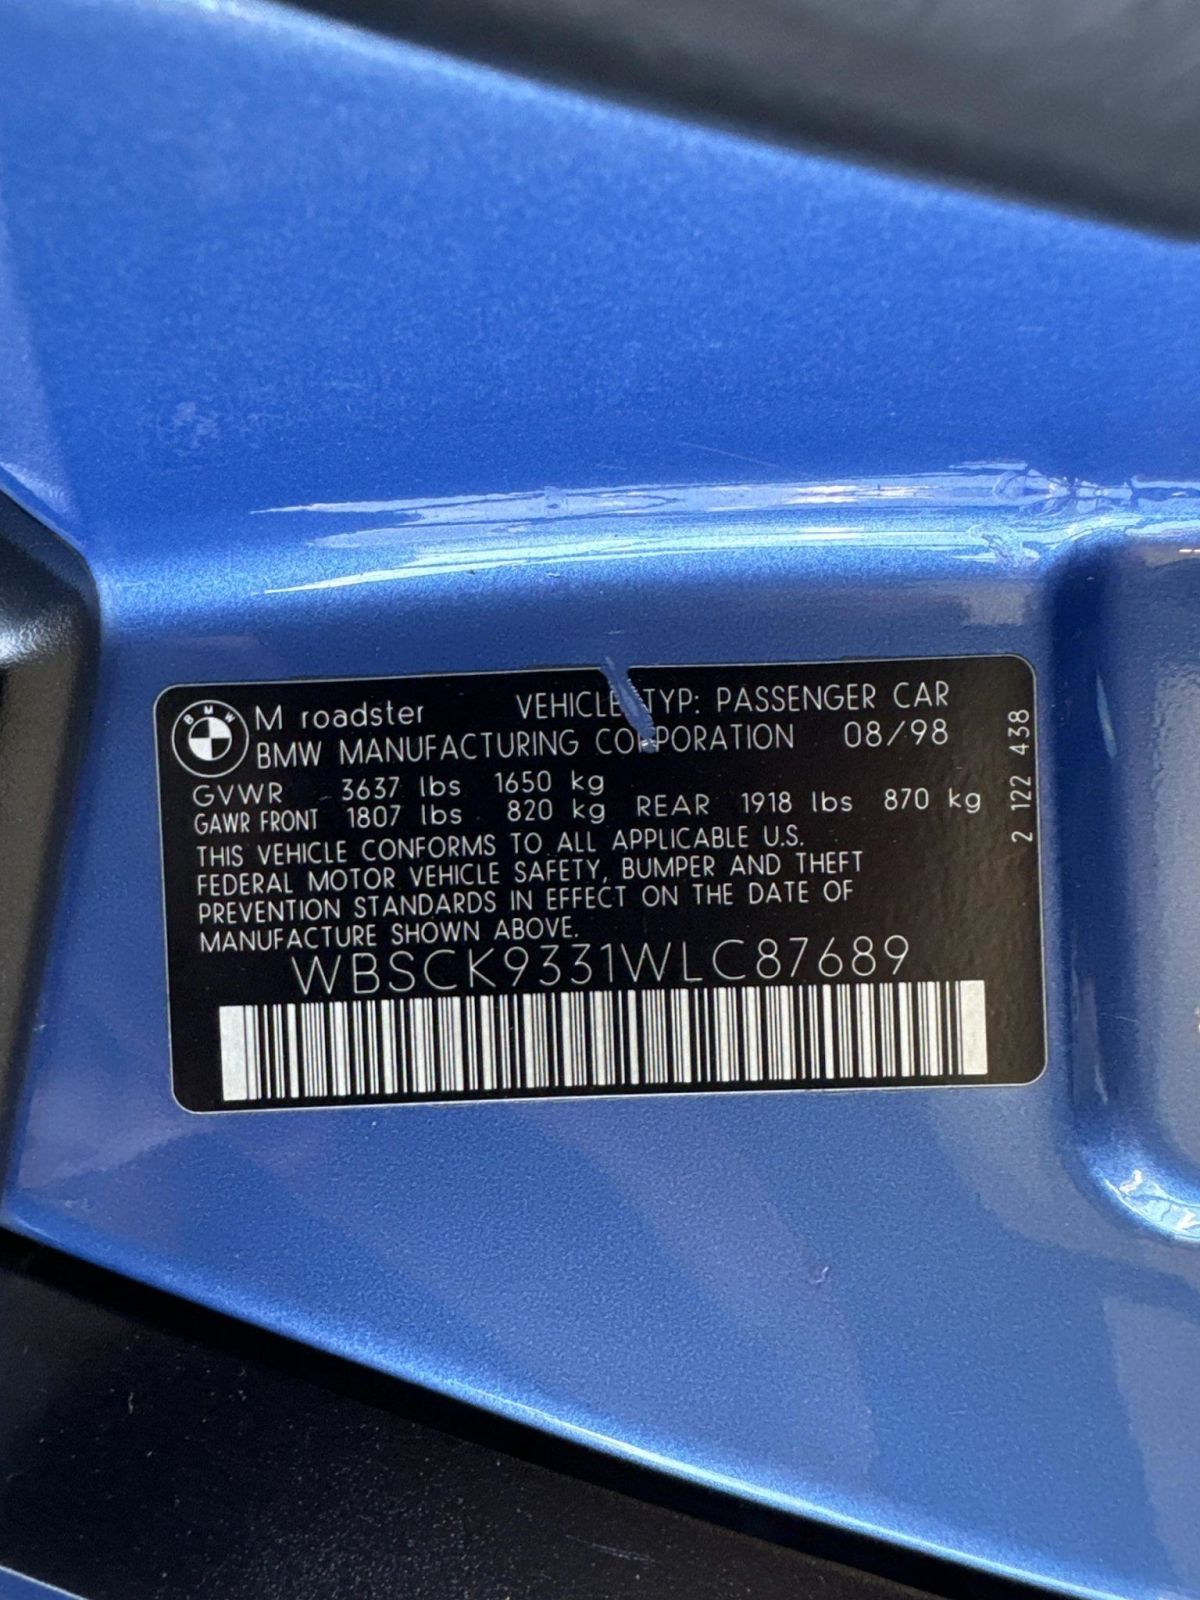 BMW
M roadster VEHICLE TYP: PASSENGER CAR
BMW MANUFACTURING CORPORATION 08/98
GVWR 3637 lbs 1650 kg
GAWR FRONT 1807 lbs 820 kg REAR 1918 lbs 870 kg
THIS VEHICLE CONFORMS TO ALL APPLICABLE U.S.
FEDERAL MOTOR VEHICLE SAFETY, BUMPER AND THEFT
PREVENTION STANDARDS IN EFFECT ON THE DATE OF
MANUFACTURE SHOWN ABOVE.
WBSCK9331WLC87689
2 122 438